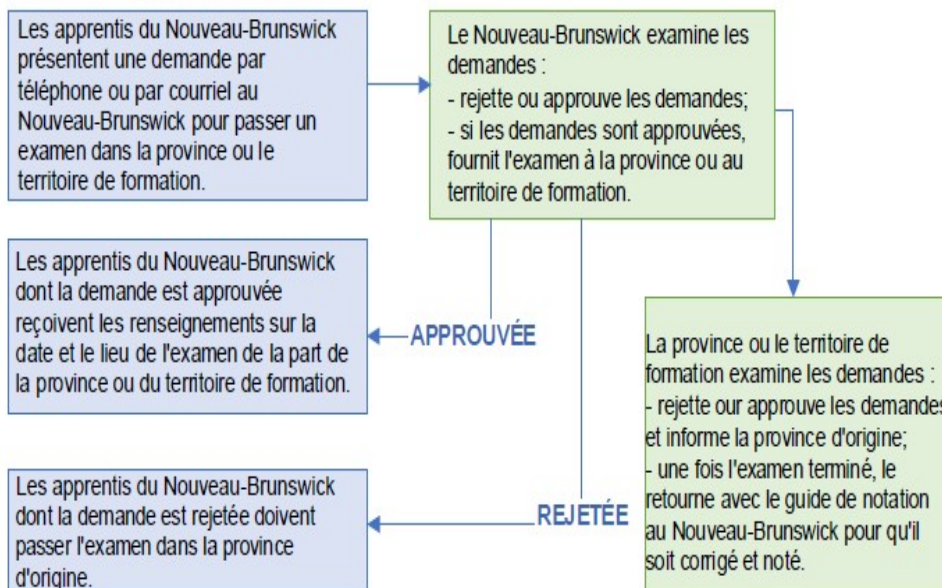 Les apprentis du Nouveau-Brunswick
présentent une demande par
téléphone ou par courriel au
Nouveau-Brunswick pour passer un
examen dans la province ou le
territoire de formation.
Le Nouveau-Brunswick examine les
demandes :
- rejette ou approuve les demandes;
- si les demandes sont approuvées,
fournit l'examen à la province ou au
territoire de formation.
Les apprentis du Nouveau-Brunswick
dont la demande est approuvée
reçoivent les renseignements sur la
date et le lieu de l'examen de la part de
la province ou du territoire de formation.
APPROUVÉE
La province ou le territoire de
formation examine les demandes :
- rejette our approuve les demandes
et informe la province d'origine;
- une fois l'examen terminé, le
retourne avec le guide de notation
au Nouveau-Brunswick pour qu'il
soit corrigé et noté.
Les apprentis du Nouveau-Brunswick
dont la demande est rejetée doivent
passer l'examen dans la province
d'origine.
REJETÉE